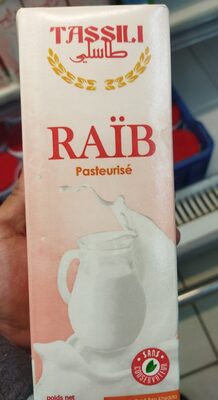 TASSILI
طاسيلي
RAÏB
Pasteurisé
SANS
CONSERVATEUR
poids net